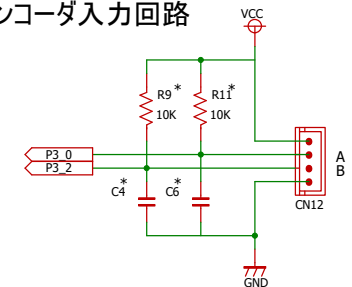 ンコーダ入力回路
VCC
R9* R11*
10K 10K
P3_0
P3_2
A
B
* *
C4 C6
CN12
GND